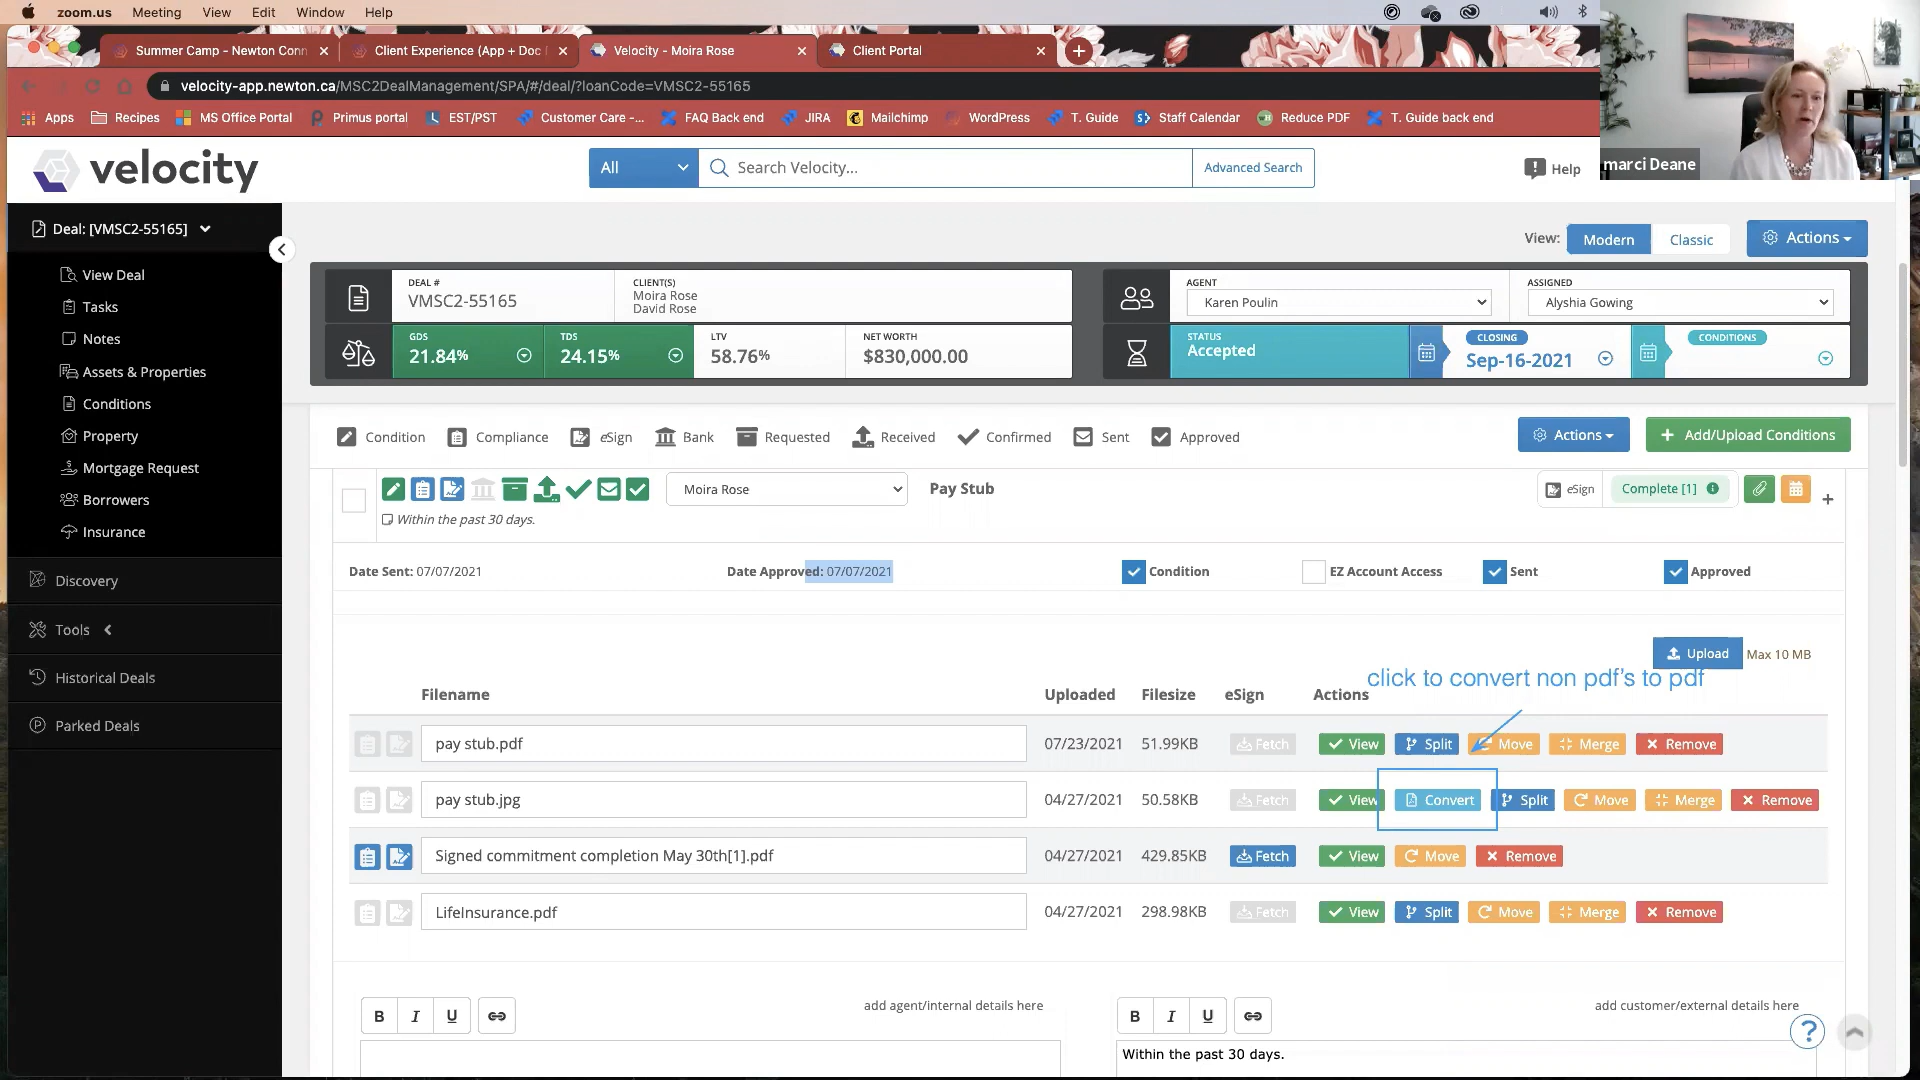 zoom.us Meeting View Edit Window Help
Summer Camp - Newton Conn
Client Experience (App + Doc
Velocity - Moira Rose
Client Portal
velocity-app.newton.ca/MSC2DealManagement/SPA/#/deal/?loanCode=VMSC2-55165
Apps Recipes MS Office Portal Primus portal EST/PST Customer Care -... FAQ Back end JIRA Mailchimp WordPress T. Guide Staff Calendar Reduce PDF T. Guide back end
marci Deane
velocity
All
Search Velocity...
Advanced Search
Help
Deal: [VMSC2-55165]
View Deal
Tasks
Notes
Assets & Properties
Conditions
Property
Mortgage Request
Borrowers
Insurance
Discovery
Tools
Historical Deals
Parked Deals
View: Modern Classic Actions
DEAL #
VMSC2-55165
CLIENT(S)
Moira Rose
David Rose
AGENT
Karen Poulin
ASSIGNED
Alyshia Gowing
GDS
21.84%
TDS
24.15%
LTV
58.76%
NET WORTH
$830,000.00
STATUS
Accepted
CLOSING
Sep-16-2021
CONDITIONS
Condition Compliance eSign Bank Requested Received Confirmed Sent Approved
Actions
+ Add/Upload Conditions
Moira Rose
Pay Stub
eSign
Complete [1]
Within the past 30 days.
Date Sent: 07/07/2021
Date Approved: 07/07/2021
Condition
EZ Account Access
Sent
Approved
Upload Max 10 MB
click to convert non pdf's to pdf
Filename Uploaded Filesize eSign Actions
pay stub.pdf 07/23/2021 51.99KB Fetch View Split Move Merge Remove
pay stub.jpg 04/27/2021 50.58KB Fetch View Convert Split Move Merge Remove
Signed commitment completion May 30th[1].pdf 04/27/2021 429.85KB Fetch View Move Remove
LifeInsurance.pdf 04/27/2021 298.98KB Fetch View Split Move Merge Remove
B I U
add agent/internal details here
B I U
add customer/external details here
Within the past 30 days.
?